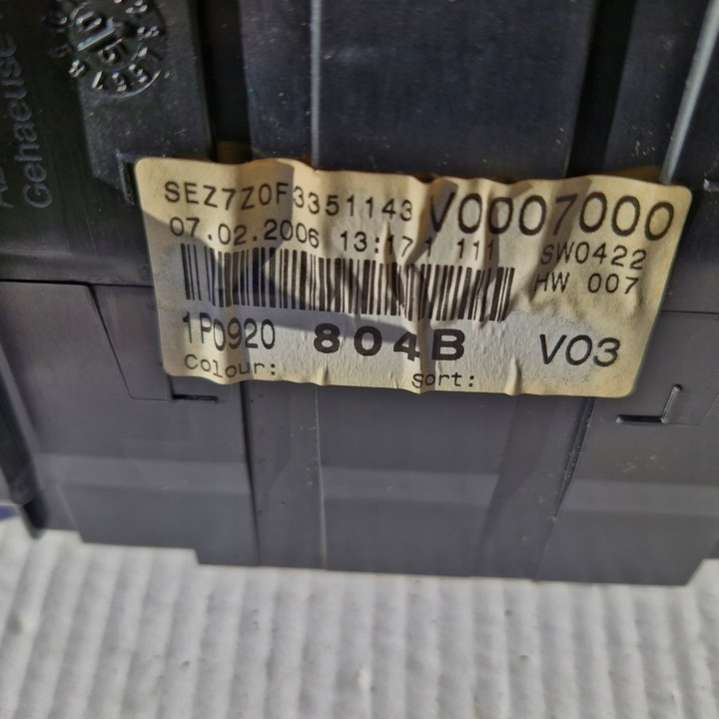 Gehaeuse
SEZ7Z0F3351143 V0007000
07.02.2006 13:17 1 111 SW0422
HW 007
1P0920 804B V03
Colour: Sort: